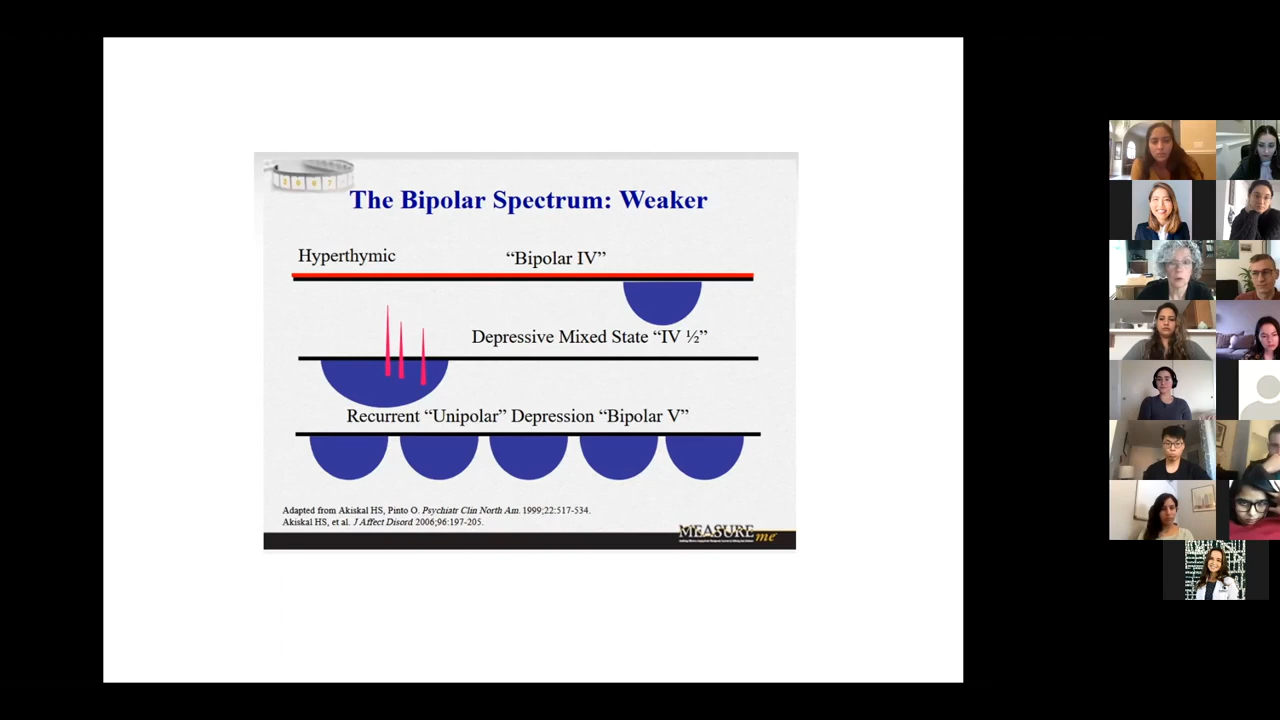 The Bipolar Spectrum: Weaker
Hyperthymic
“Bipolar IV”
Depressive Mixed State “IV ½”
Recurrent “Unipolar” Depression “Bipolar V”
Adapted from Akiskal HS, Pinto O. Psychiatr Clin North Am. 1999;22:517-534.
Akiskal HS, et al. J Affect Disord 2006;96:197-205.
MEASURE me